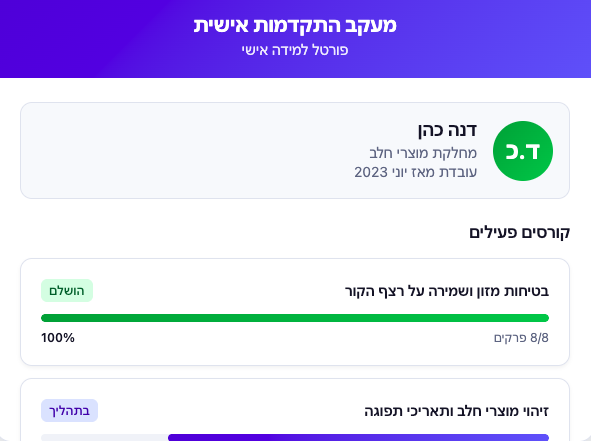 מעקב התקדמות אישית
פורטל למידה אישי
ד.כ
דנה כהן
מחלקת מוצרי חלב
עובדת מאז יוני 2023
קורסים פעילים
בטיחות מזון ושמירה על רצף הקור
הושלם
8/8 פרקים
100%
זיהוי מוצרי חלב ותאריכי תפוגה
בתהליך